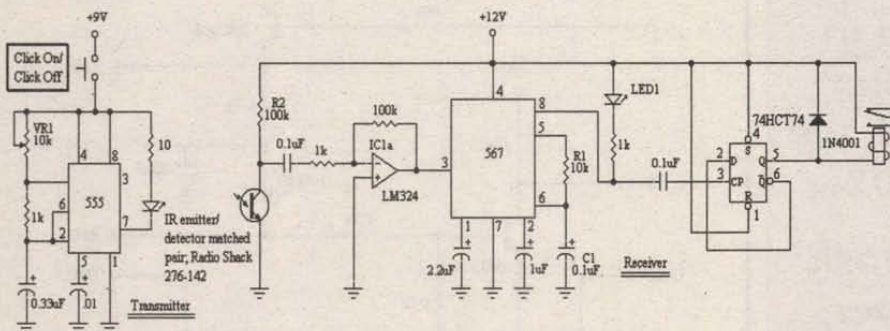 +9V
Click On/
Click Off
VR1
10k
10
4
8
3
555
1k
6
2
7
5
1
0.33uF
.01
Transmitter
IR emitter/
detector matched
pair, Radio Shack
276-142
+12V
R2
100k
0.1uF
1k
100k
IC1a
LM324
3
4
567
8
5
6
1
7
2
R1
10k
2.2uF
1uF
C1
0.1uF
LED1
1k
0.1uF
Receiver
74HCT74
4
S
2
D
Q
5
3
CP
Q
6
R
1
1N4001